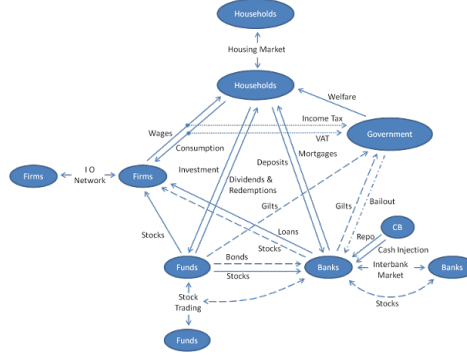 Households
Housing Market
Households
Welfare
Income Tax
Wages
VAT
Government
Consumption
Mortgages
Investment
Deposits
I O
Network
Firms
Firms
Dividends &
Redemptions
Gilts
Gilts
Bailout
CB
Loans
Stocks
Repo
Stocks
Cash Injection
Bonds
Funds
Banks
Interbank
Market
Banks
Stocks
Stock
Trading
Stocks
Funds